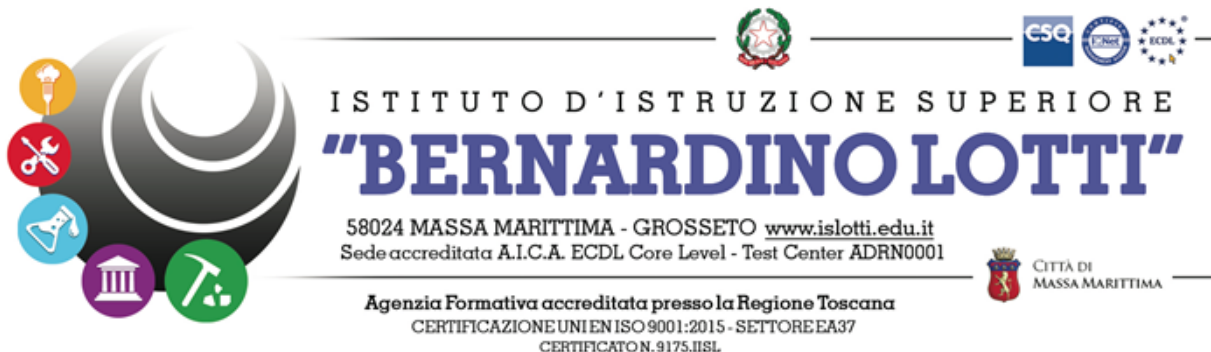 CSQ
IQNet
ECDL
ISTITUTO D'ISTRUZIONE SUPERIORE
"BERNARDINO LOTTI"
58024 MASSA MARITTIMA - GROSSETO www.islotti.edu.it
Sede accreditata A.I.C.A. ECDL Core Level - Test Center ADRN0001
CITTÀ DI
MASSA MARITTIMA
Agenzia Formativa accreditata presso la Regione Toscana
CERTIFICAZIONE UNI EN ISO 9001:2015 - SETTORE EA37
CERTIFICATO N. 9175.IISL